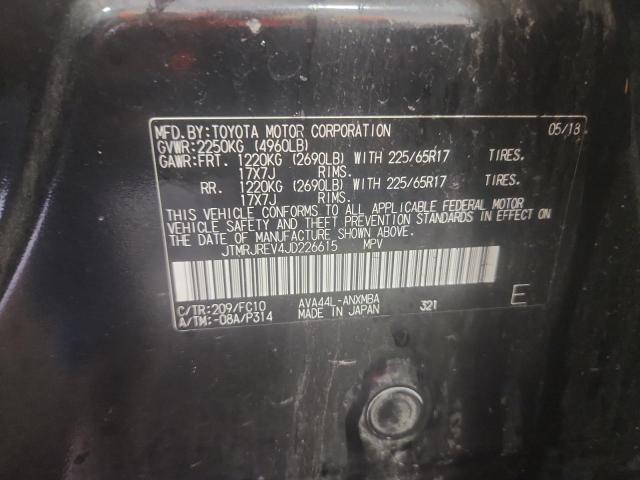 MFD.BY:TOYOTA MOTOR CORPORATION 05/18
GVWR:2250KG (4960LB)
GAWR:FRT. 1220KG (2690LB) WITH 225/65R17 TIRES.
17X7J RIMS.
RR. 1220KG (2690LB) WITH 225/65R17 TIRES.
17X7J RIMS.
THIS VEHICLE CONFORMS TO ALL APPLICABLE FEDERAL MOTOR
VEHICLE SAFETY AND THEFT PREVENTION STANDARDS IN EFFECT ON
THE DATE OF MANUFACTURE SHOWN ABOVE.
JTMRJREV4JD226615 MPV
C/TR:209/FC10 AVA44L-ANXMBA 321 E
A/TM:-08A/P314 MADE IN JAPAN